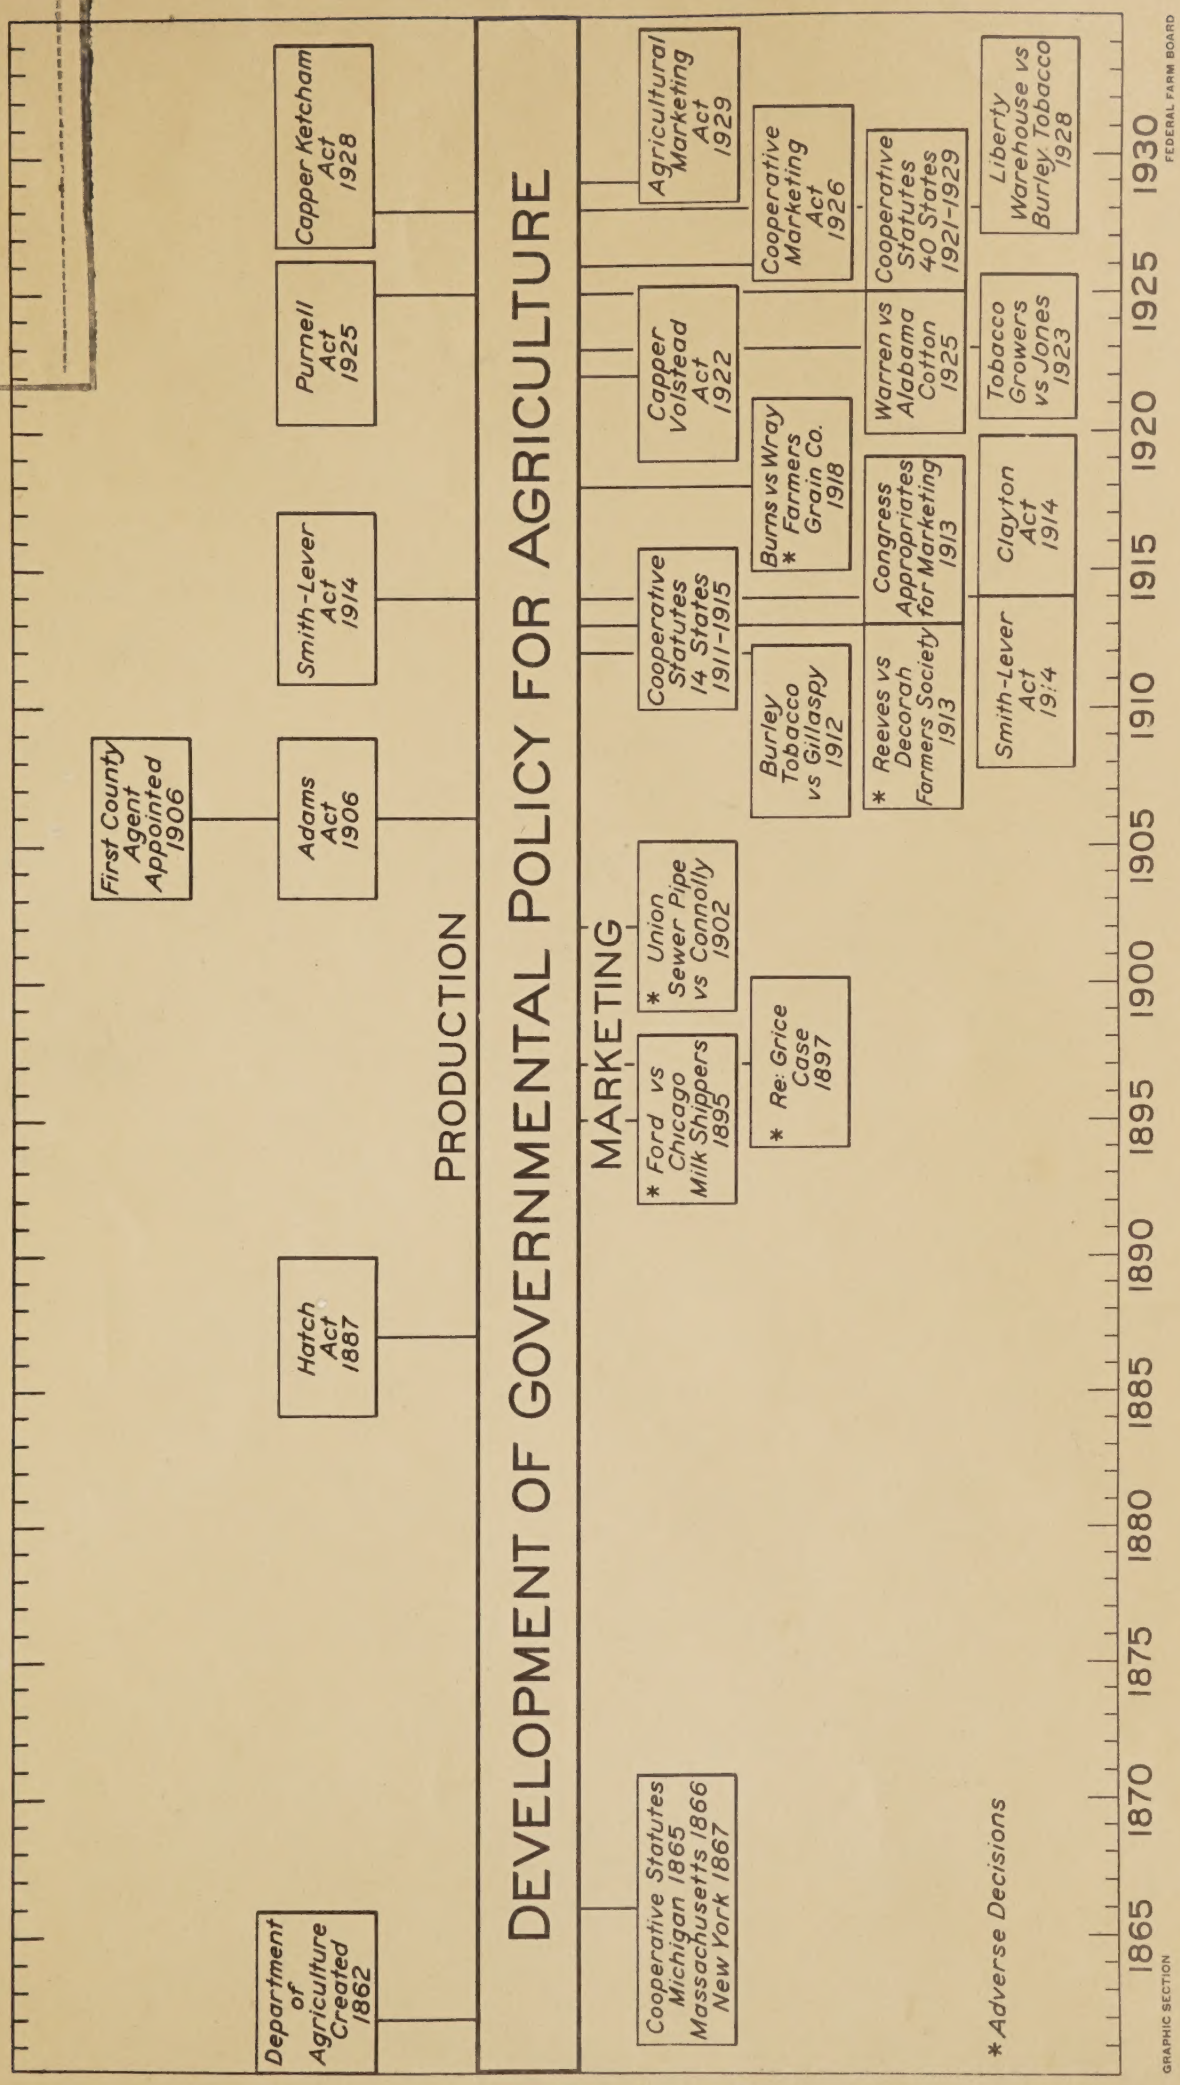 First County
Agent
Appointed
1906
Department
of
Agriculture
Created
1862
Hatch
Act
1887
Adams
Act
1906
Smith-Lever
Act
1914
Purnell
Act
1925
Capper Ketcham
Act
1928
PRODUCTION
DEVELOPMENT OF GOVERNMENTAL POLICY FOR AGRICULTURE
MARKETING
Cooperative Statutes
Michigan 1865
Massachusetts 1866
New York 1867
* Ford vs
Chicago
Milk Shippers
1895
* Union
Sewer Pipe
vs Connolly
1902
Cooperative
Statutes
14 States
1911-1915
Capper
Volstead
Act
1922
Agricultural
Marketing
Act
1929
* Re: Grice
Case
1897
Burley
Tobacco
vs Gillaspy
1912
Burns vs Wray
* Farmers
Grain Co.
1918
Cooperative
Marketing
Act
1926
* Reeves vs
Decorah
Farmers Society
1913
Congress
Appropriates
for Marketing
1913
Warren vs
Alabama
Cotton
1925
Cooperative
Statutes
40 States
1921-1929
Smith-Lever
Act
1914
Clayton
Act
1914
Tobacco
Growers
vs Jones
1923
Liberty
Warehouse vs
Burley Tobacco
1928
* Adverse Decisions
1865 1870 1875 1880 1885 1890 1895 1900 1905 1910 1915 1920 1925 1930
GRAPHIC SECTION
FEDERAL FARM BOARD